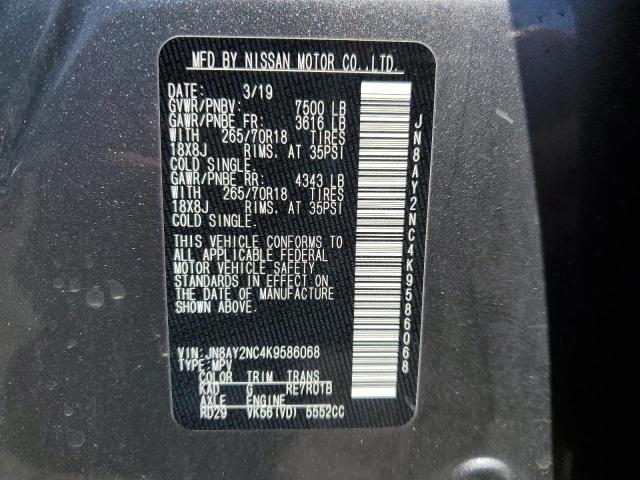 MFD BY NISSAN MOTOR CO.,LTD.
DATE: 3/19
GVWR/PNBV: 7500 LB
GAWR/PNBE FR: 3616 LB
WITH 265/70R18 TIRES
18X8J RIMS. AT 35PSI
COLD SINGLE.
GAWR/PNBE RR: 4343 LB
WITH 265/70R18 TIRES
18X8J RIMS. AT 35PSI
COLD SINGLE.
THIS VEHICLE CONFORMS TO
ALL APPLICABLE FEDERAL
MOTOR VEHICLE SAFETY
STANDARDS IN EFFECT ON
THE DATE OF MANUFACTURE
SHOWN ABOVE.
VIN: JN8AY2NC4K9586068
TYPE: MPV
COLOR TRIM TRANS
KAD G RE7R01B
AXLE ENGINE
RD29 VK56(VD) 5552CC
JN8AY2NC4K9586068